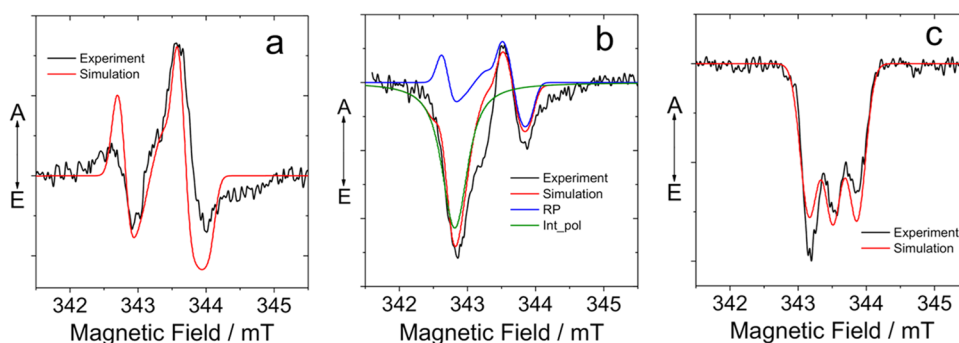 a
Experiment
Simulation
A
E
342 343 344 345
Magnetic Field / mT
b
A
E
Experiment
Simulation
RP
Int_pol
342 343 344 345
Magnetic Field / mT
c
A
E
Experiment
Simulation
342 343 344 345
Magnetic Field / mT